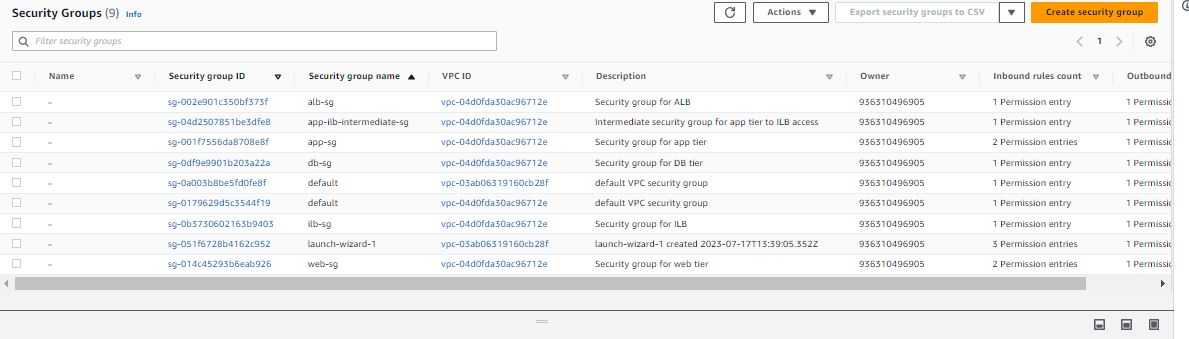 Security Groups (9) Info
Actions
Export security groups to CSV
Create security group
Filter security groups
1
Name Security group ID Security group name VPC ID Description Owner Inbound rules count Outbound
– sg-002e901c350bf373f alb-sg vpc-04d0fda30ac96712e Security group for ALB 936310496905 1 Permission entry 1 Permissic
– sg-04d2507851be3dfe8 app-ilb-intermediate-sg vpc-04d0fda30ac96712e Intermediate security group for app tier to ILB access 936310496905 1 Permission entry 1 Permissic
– sg-001f7556da8708e8f app-sg vpc-04d0fda30ac96712e Security group for app tier 936310496905 2 Permission entries 1 Permissic
– sg-0df9e9901b203a22a db-sg vpc-04d0fda30ac96712e Security group for DB tier 936310496905 1 Permission entry 1 Permissic
– sg-0a003b8be5fd0fe8f default vpc-03ab06319160cb28f default VPC security group 936310496905 1 Permission entry 1 Permissic
– sg-0179629d5c3544f19 default vpc-04d0fda30ac96712e default VPC security group 936310496905 1 Permission entry 1 Permissic
– sg-0b3730602163b9403 ilb-sg vpc-04d0fda30ac96712e Security group for ILB 936310496905 1 Permission entry 1 Permissic
– sg-051f6728b4162c952 launch-wizard-1 vpc-03ab06319160cb28f launch-wizard-1 created 2023-07-17T13:39:05.352Z 936310496905 3 Permission entries 1 Permissic
– sg-014c45293b6eab926 web-sg vpc-04d0fda30ac96712e Security group for web tier 936310496905 2 Permission entries 1 Permissic